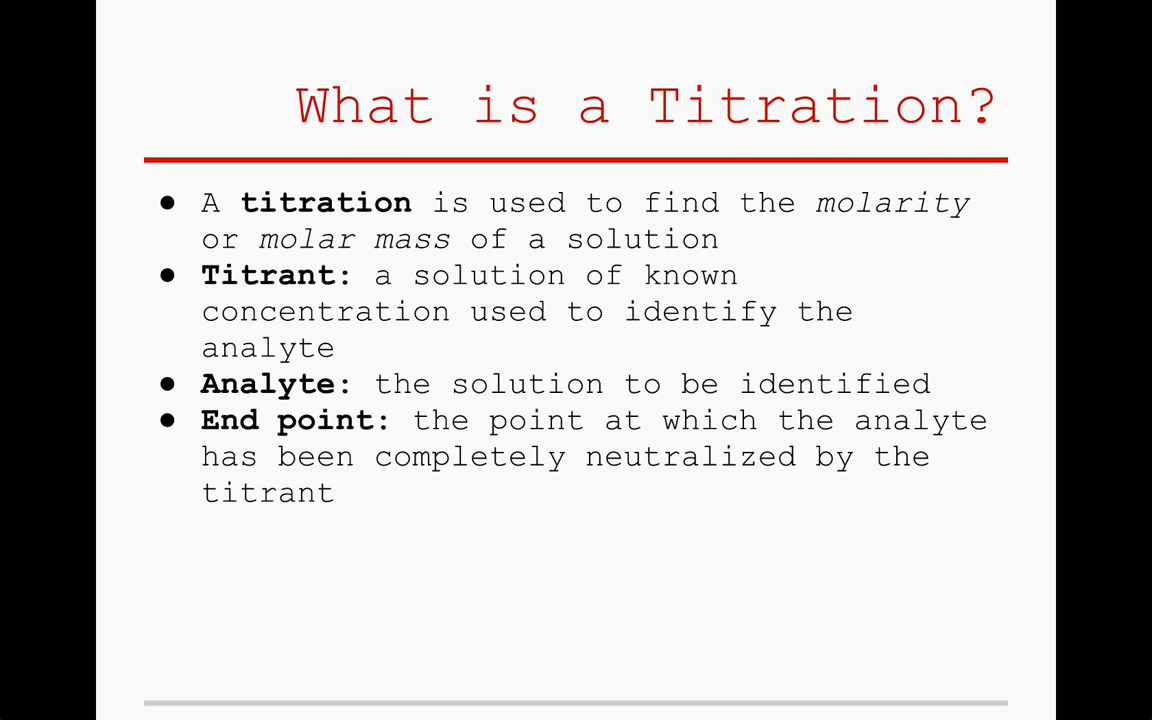 What is a Titration?
● A titration is used to find the molarity
or molar mass of a solution
● Titrant: a solution of known
concentration used to identify the
analyte
● Analyte: the solution to be identified
● End point: the point at which the analyte
has been completely neutralized by the
titrant